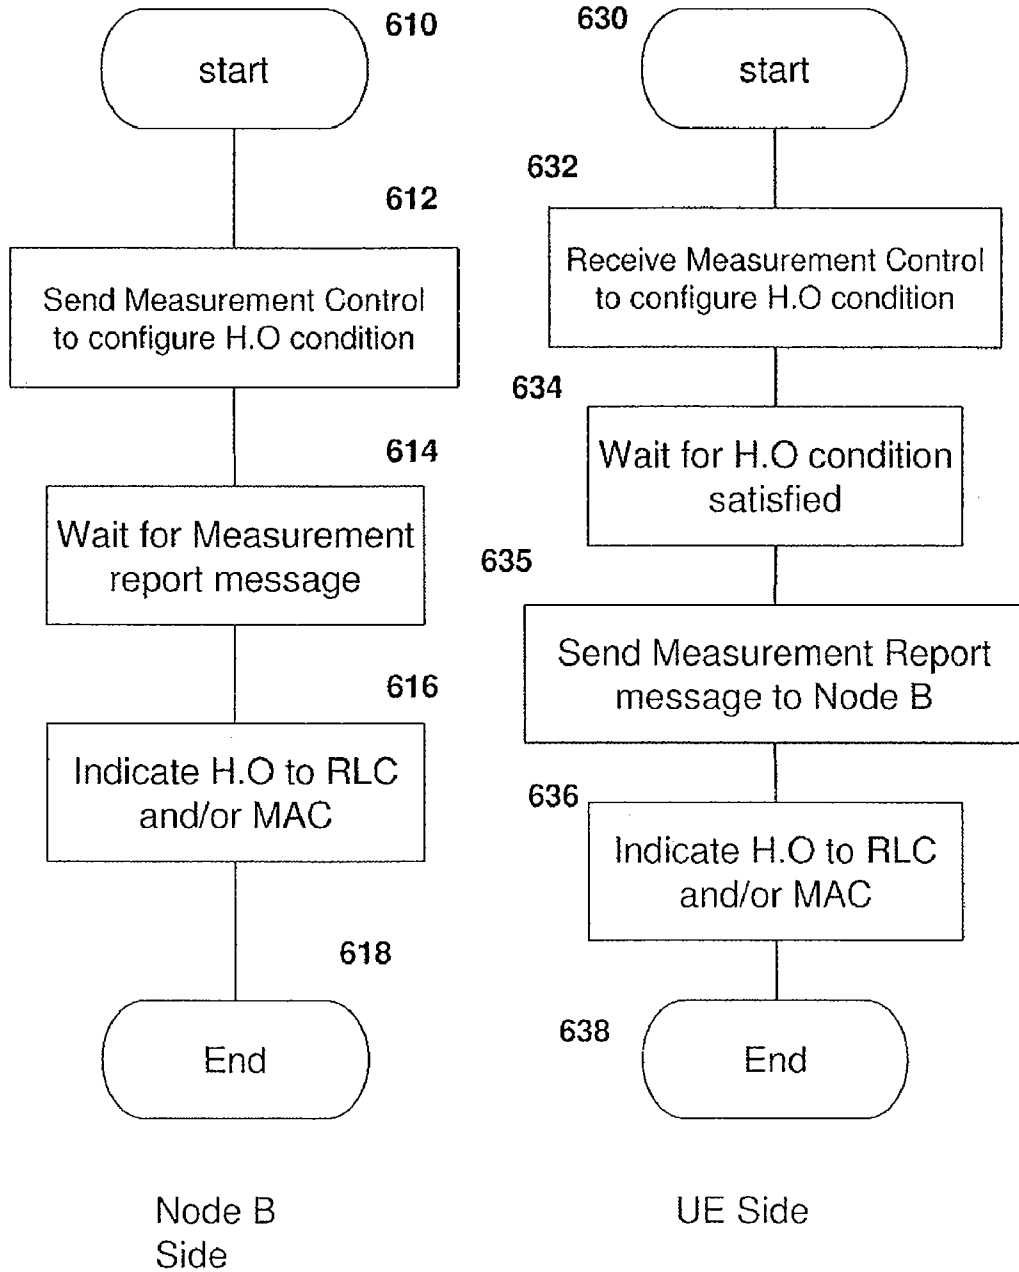 610
start
612
Send Measurement Control
to configure H.O condition
614
Wait for Measurement
report message
616
Indicate H.O to RLC
and/or MAC
618
End
Node B
Side
630
start
632
Receive Measurement Control
to configure H.O condition
634
Wait for H.O condition
satisfied
635
Send Measurement Report
message to Node B
636
Indicate H.O to RLC
and/or MAC
638
End
UE Side